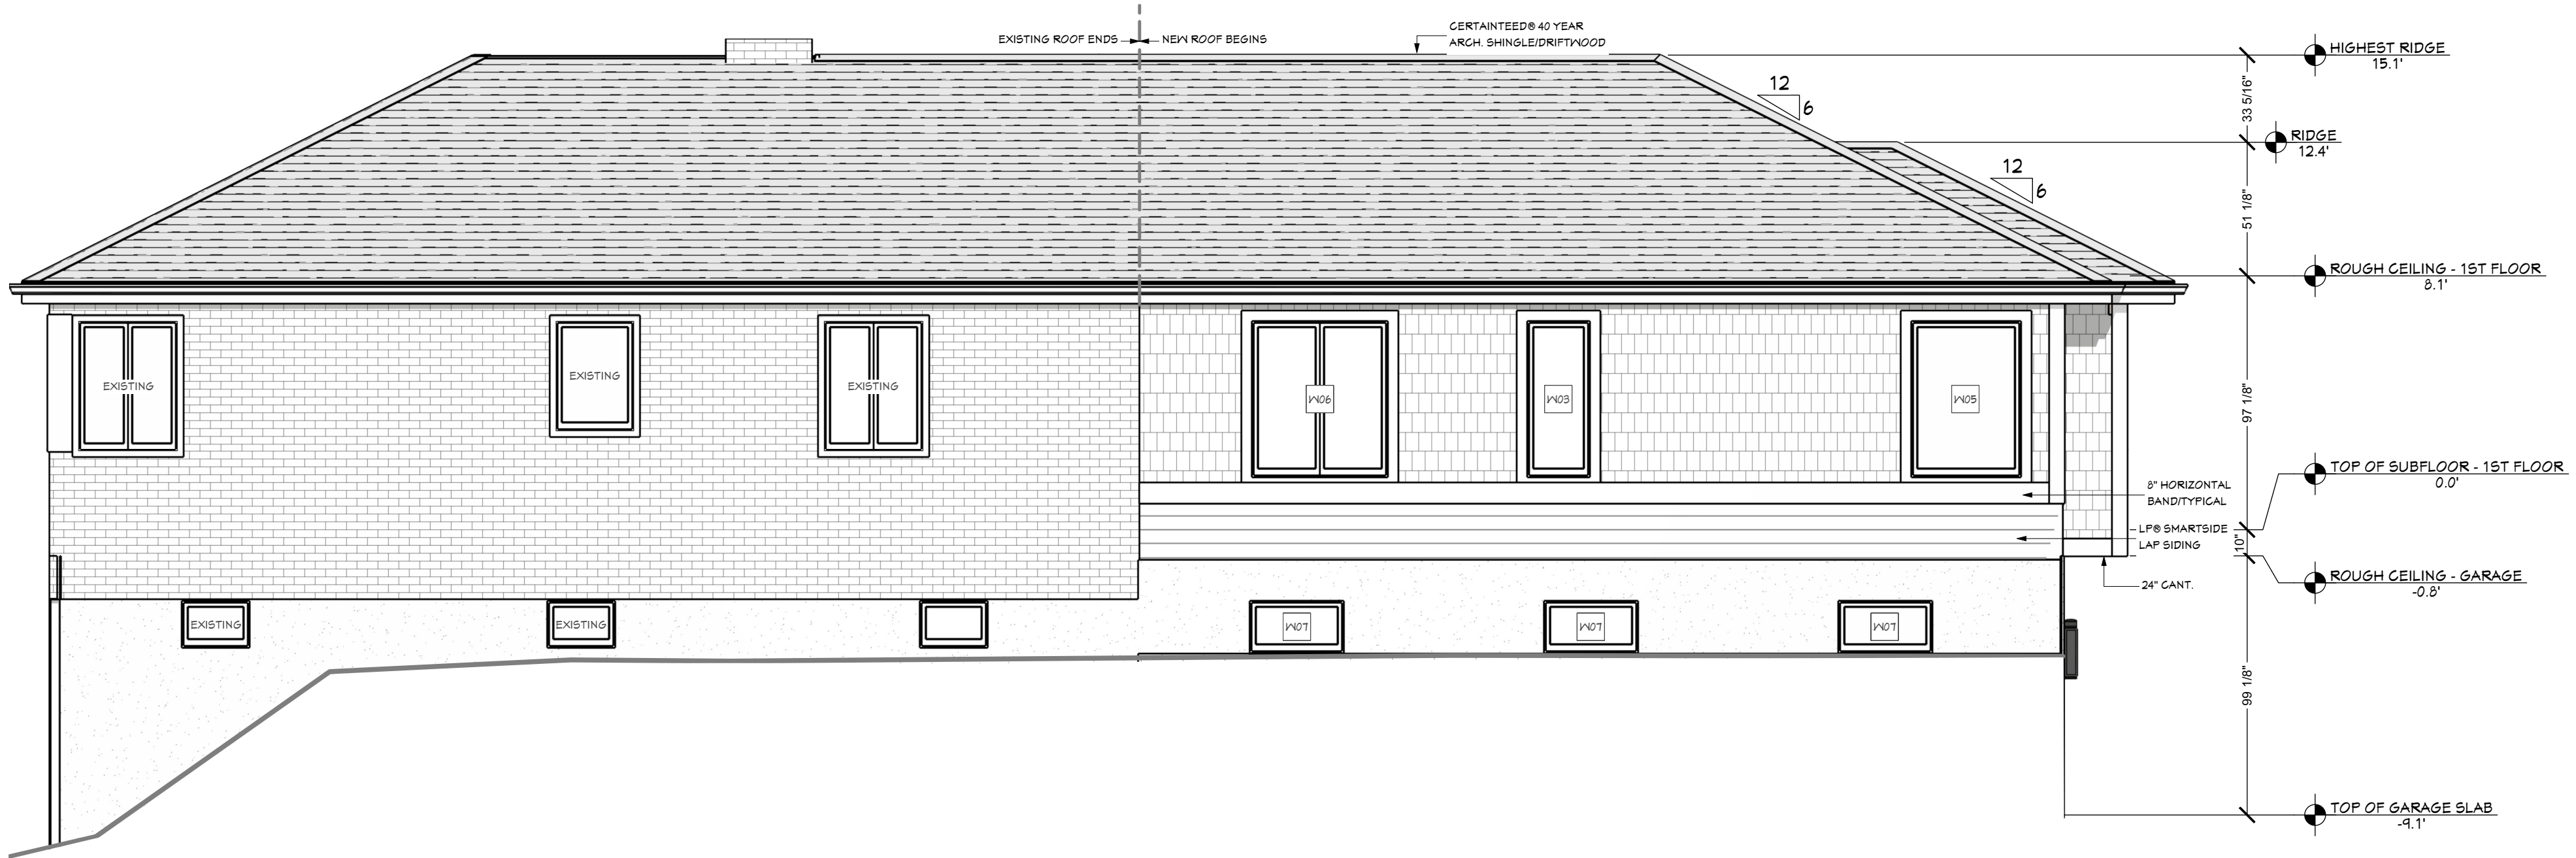 EXISTING ROOF ENDS
NEW ROOF BEGINS
CERTAINTEED® 40 YEAR
ARCH. SHINGLE/DRIFTWOOD
12
6
12
6
HIGHEST RIDGE
15.1'
33 5/16"
RIDGE
12.4'
51 1/8"
ROUGH CEILING - 1ST FLOOR
8.1'
97 1/8"
EXISTING
EXISTING
EXISTING
W06
W03
W05
TOP OF SUBFLOOR - 1ST FLOOR
0.0'
8" HORIZONTAL
BAND/TYPICAL
LP® SMARTSIDE
LAP SIDING
10"
24" CANT.
ROUGH CEILING - GARAGE
-0.8'
EXISTING
EXISTING
W07
W07
W07
99 1/8"
TOP OF GARAGE SLAB
-9.1'